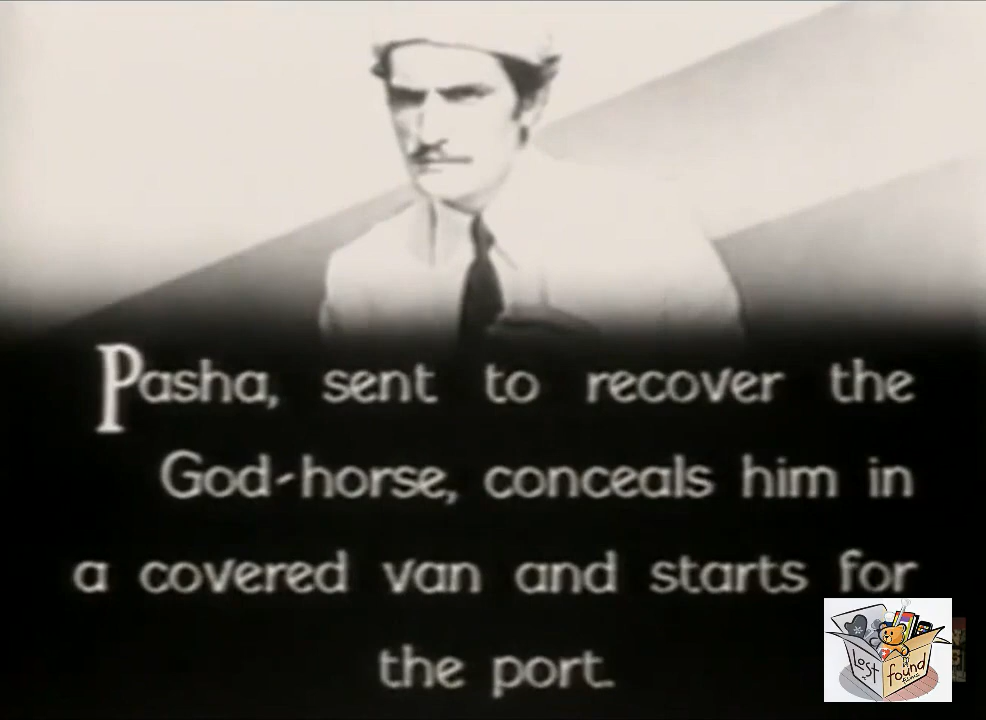 Pasha, sent to recover the
God-horse, conceals him in
a covered van and starts for
the port.
Lost
found